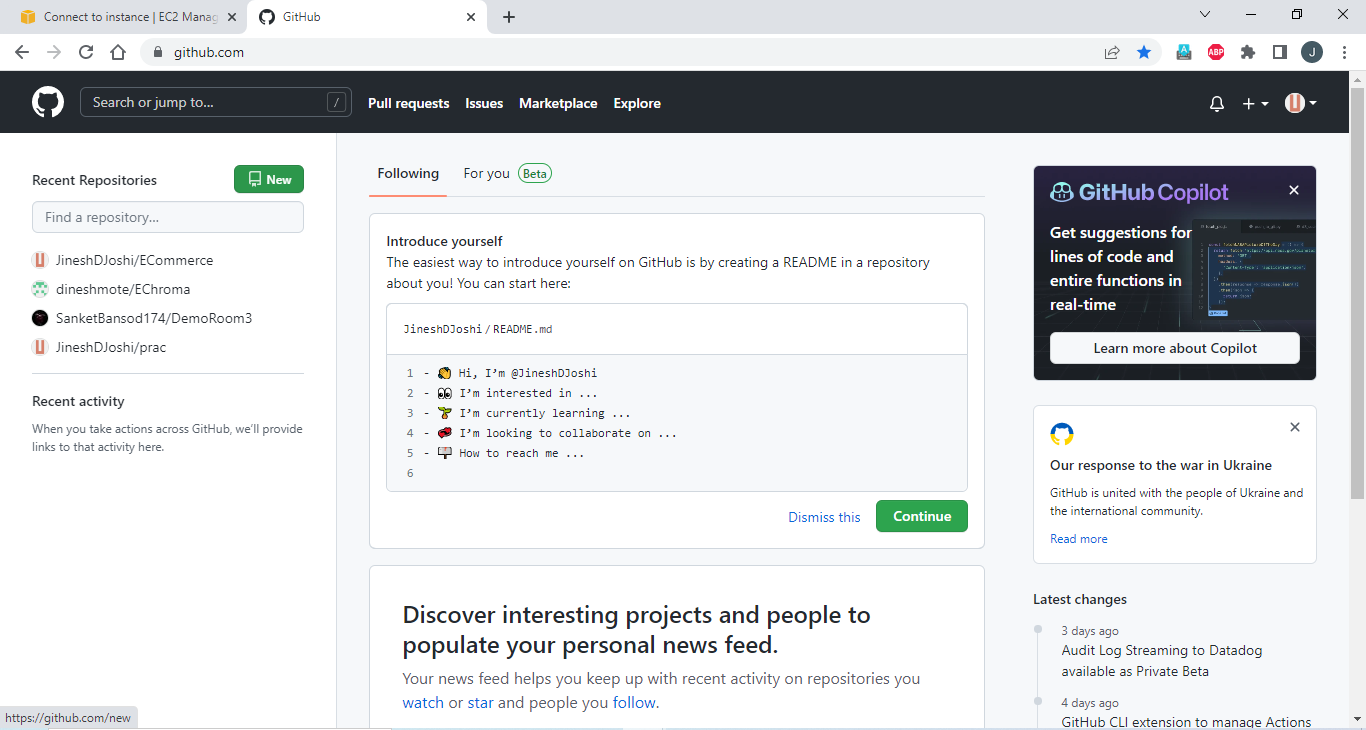 Connect to instance | EC2 Manag
GitHub
github.com
ABP
J
Search or jump to...
/
Pull requests
Issues
Marketplace
Explore
Recent Repositories
New
Find a repository...
JineshDJoshi/ECommerce
dineshmote/EChroma
SanketBansod174/DemoRoom3
JineshDJoshi/prac
Recent activity
When you take actions across GitHub, we’ll provide
links to that activity here.
Following
For you Beta
Introduce yourself
The easiest way to introduce yourself on GitHub is by creating a README in a repository
about you! You can start here:
JineshDJoshi / README.md
1 - 👋 Hi, I’m @JineshDJoshi
2 - 👀 I’m interested in ...
3 - 🌱 I’m currently learning ...
4 - 💞️ I’m looking to collaborate on ...
5 - 📫 How to reach me ...
6
Dismiss this
Continue
Discover interesting projects and people to
populate your personal news feed.
Your news feed helps you keep up with recent activity on repositories you
watch or star and people you follow.
GitHub Copilot
Get suggestions for
lines of code and
entire functions in
real-time
Learn more about Copilot
Our response to the war in Ukraine
GitHub is united with the people of Ukraine and
the international community.
Read more
Latest changes
3 days ago
Audit Log Streaming to Datadog
available as Private Beta
4 days ago
GitHub CLI extension to manage Actions
https://github.com/new